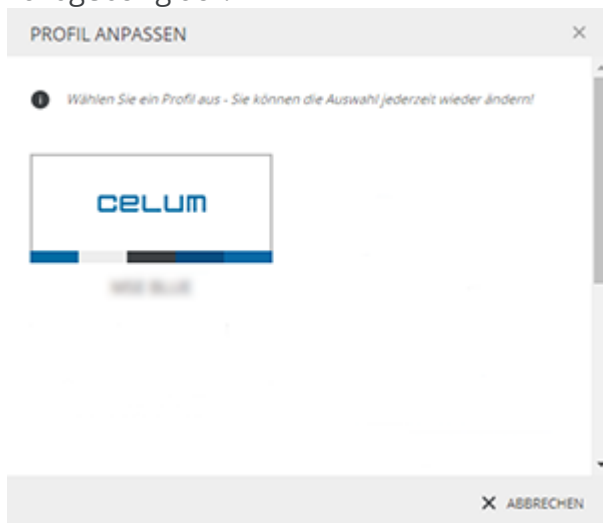 PROFIL ANPASSEN
Wählen Sie ein Profil aus - Sie können die Auswahl jederzeit wieder ändern!
CELUM
ABBRECHEN